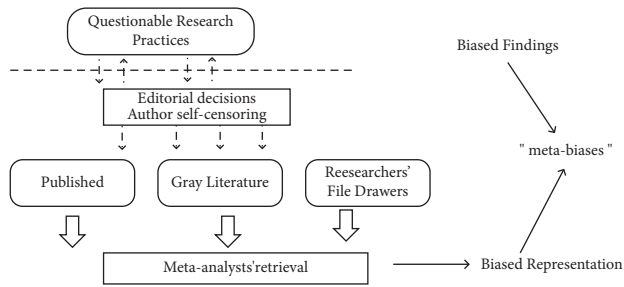 Questionable Research
Practices
Biased Findings
Editorial decisions
Author self-censoring
" meta-biases "
Published
Gray Literature
Reesearchers'
File Drawers
Meta-analysts'retrieval
Biased Representation